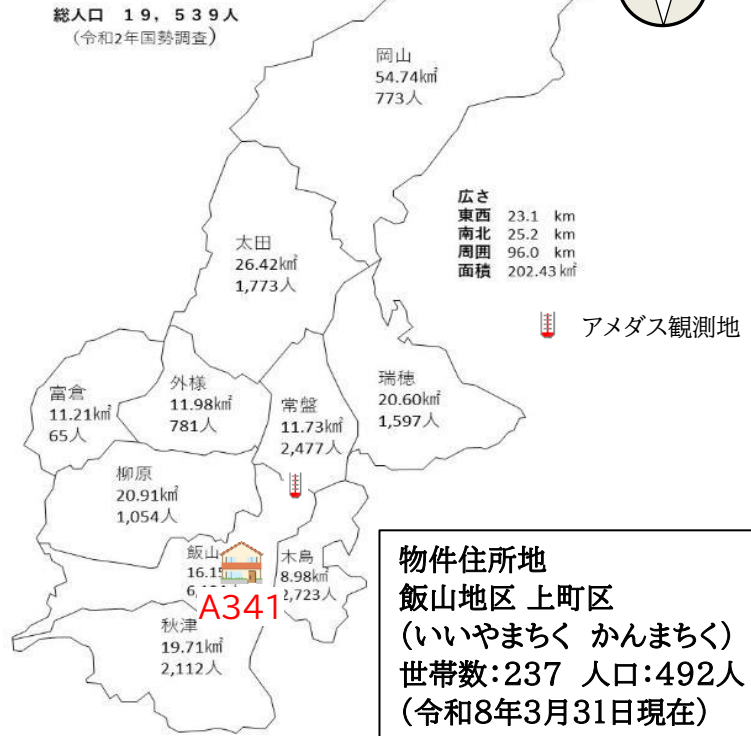 総人口 19,539人
(令和2年国勢調査)
岡山
54.74㎢
773人
広さ
東西 23.1 km
南北 25.2 km
周囲 96.0 km
面積 202.43㎢
アメダス観測地
太田
26.42㎢
1,773人
富倉
11.21㎢
65人
外様
11.98㎢
781人
常盤
11.73㎢
2,477人
瑞穂
20.60㎢
1,597人
柳原
20.91㎢
1,054人
飯山
木島
8.98㎢
2,723人
A341
秋津
19.71㎢
2,112人
物件住所地
飯山地区 上町区
(いいやまちく かんまちく)
世帯数:237 人口:492人
(令和8年3月31日現在)